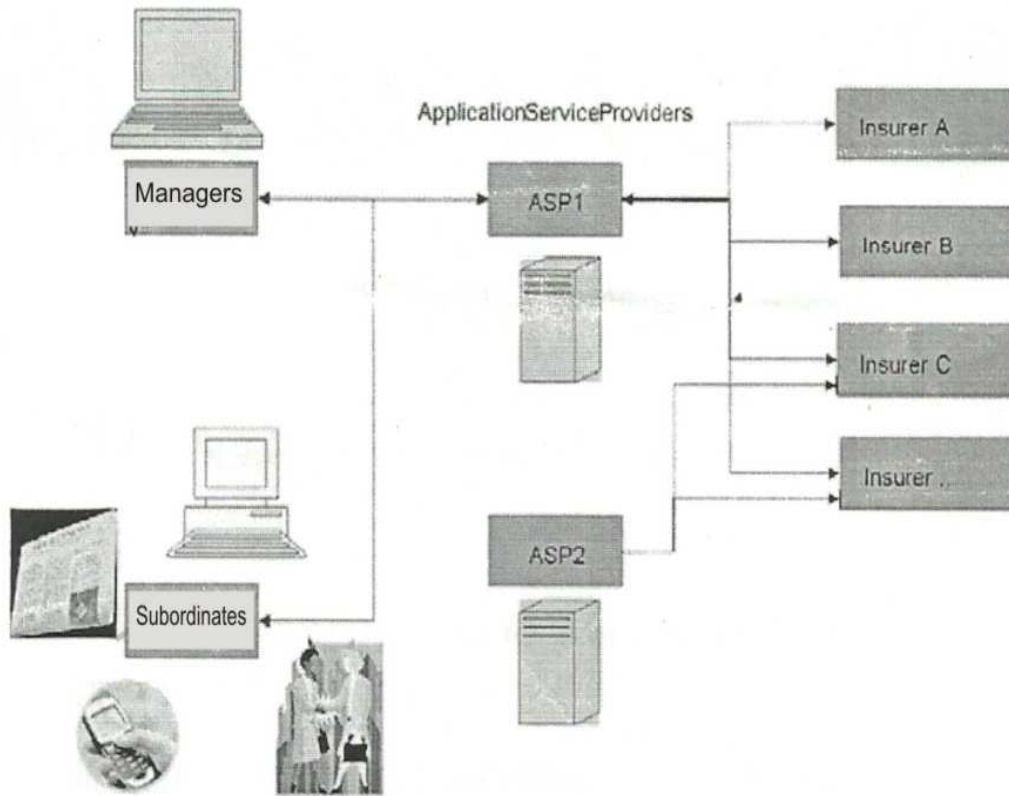 ApplicationServiceProviders
Managers
ASP1
Insurer A
Insurer B
Insurer C
Insurer ..
ASP2
Subordinates